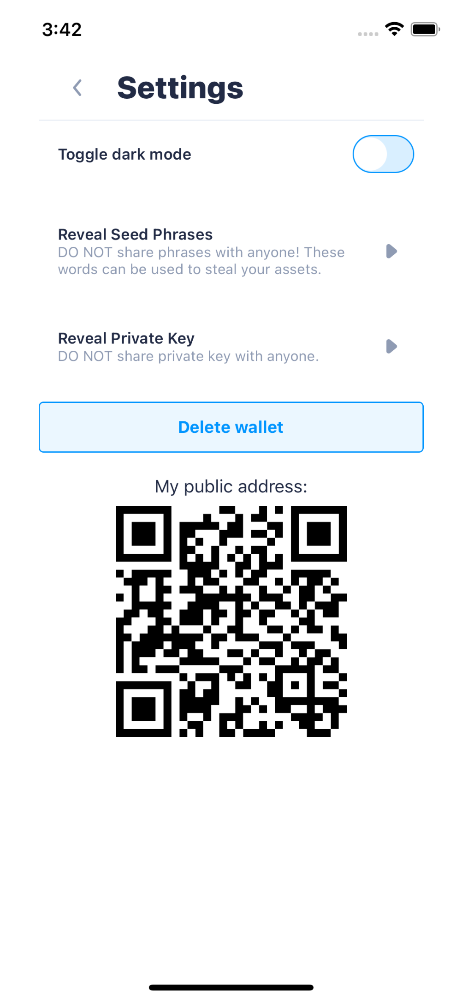 3:42
Settings
Toggle dark mode
Reveal Seed Phrases
DO NOT share phrases with anyone! These
words can be used to steal your assets.
Reveal Private Key
DO NOT share private key with anyone.
Delete wallet
My public address: